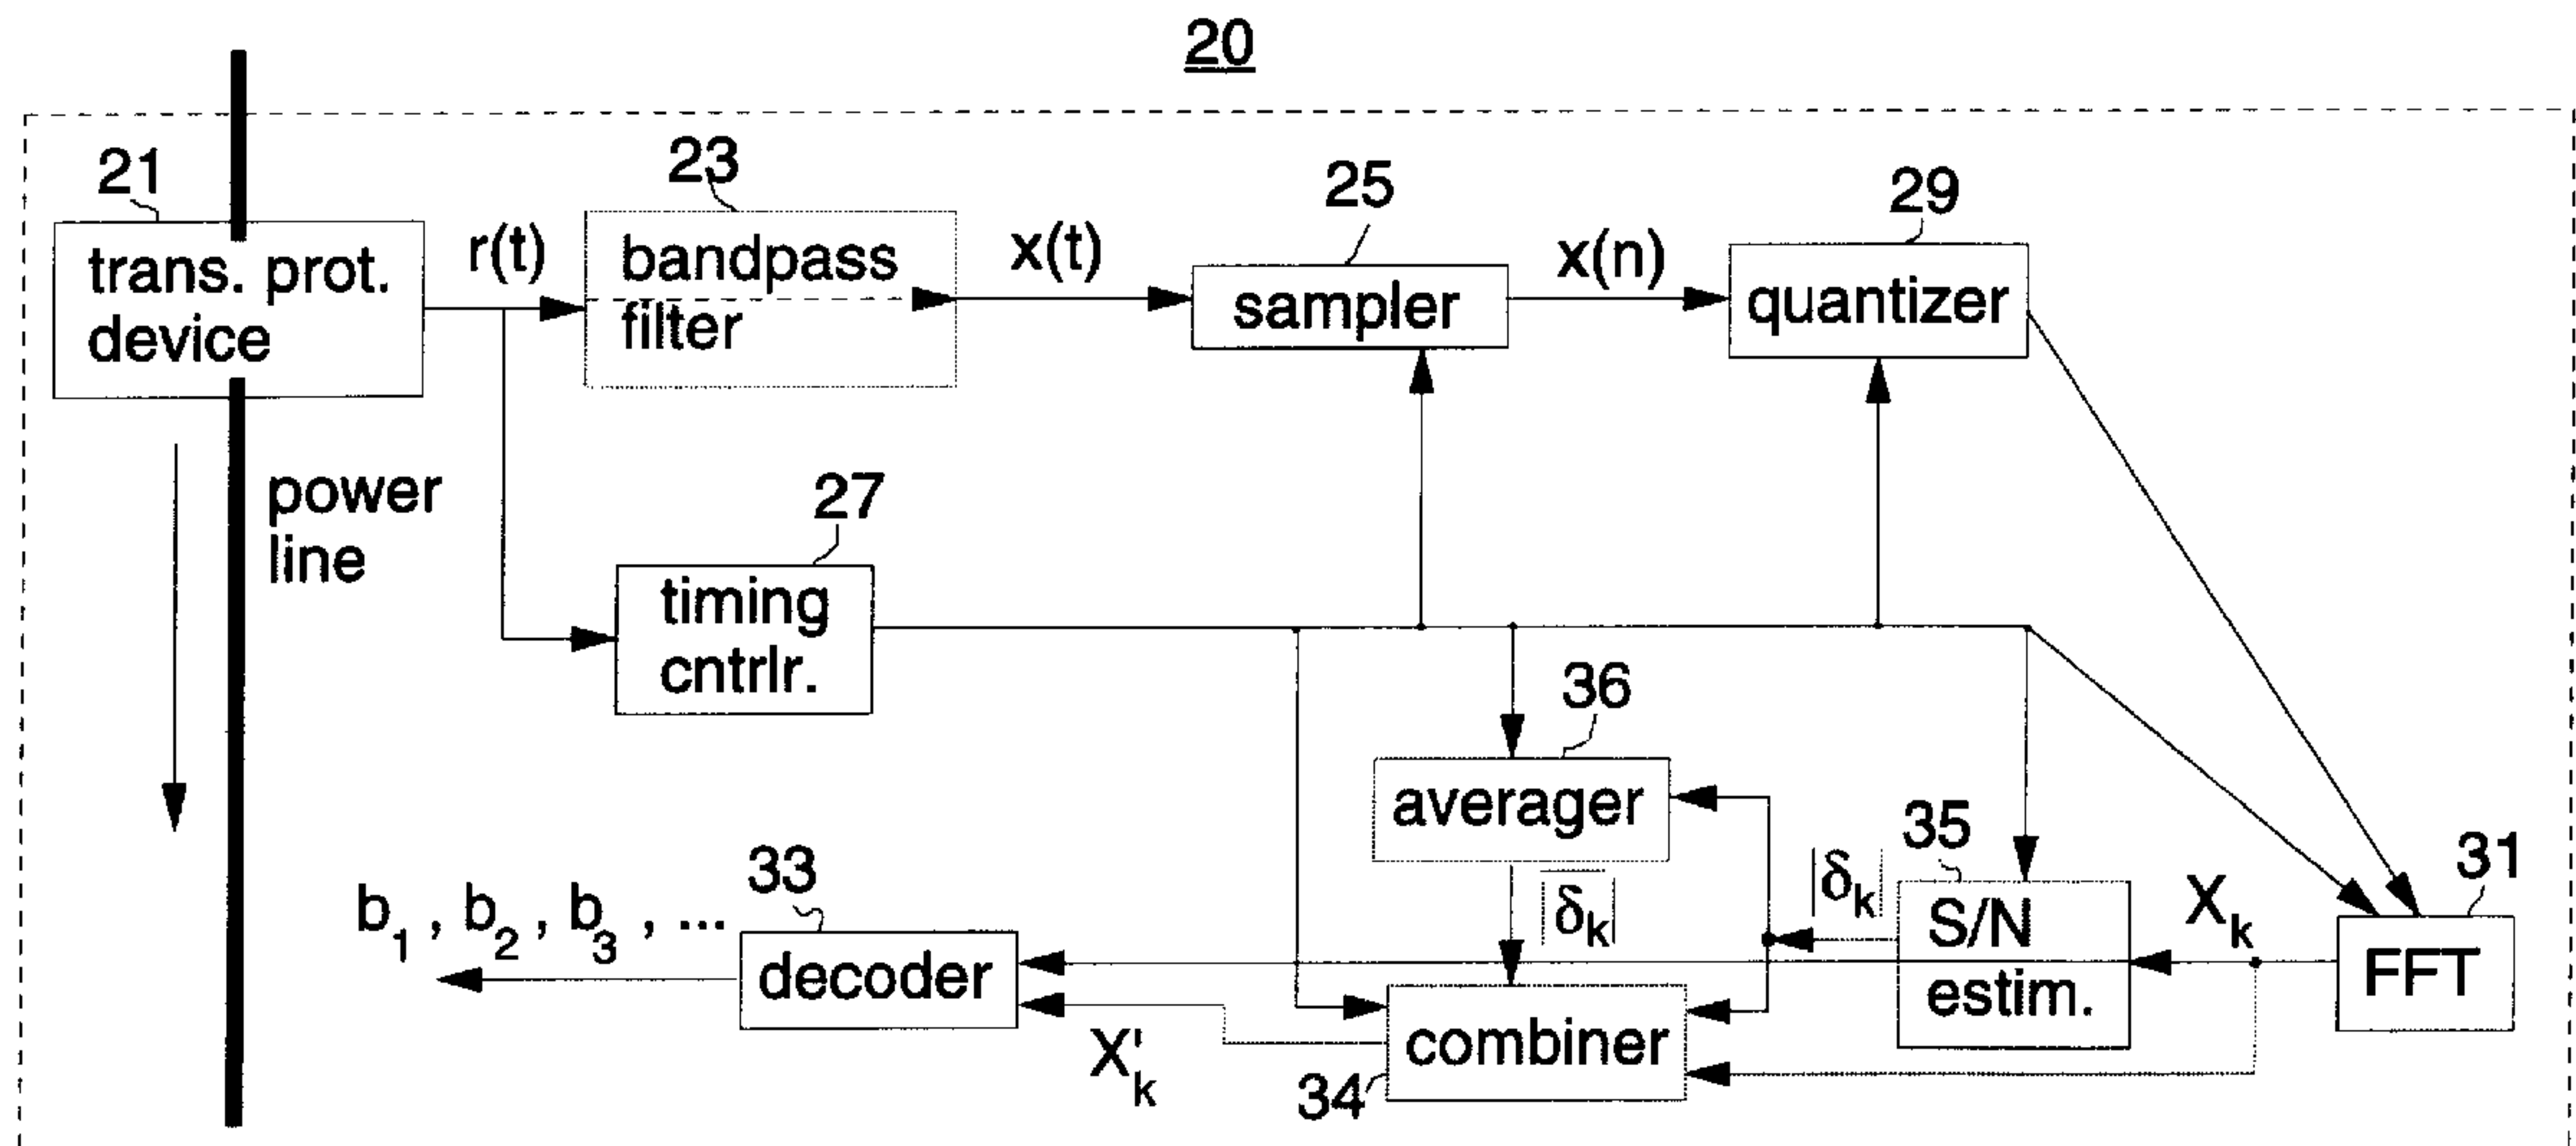 20
21
trans. prot.
device
r(t)
23
bandpass
filter
x(t)
25
sampler
x(n)
29
quantizer
power
line
27
timing
cntrlr.
36
averager
|δk|
35
S/N
estim.
|δk|
Xk
31
FFT
33
decoder
b1 , b2 , b3 , ...
X'k
34
combiner